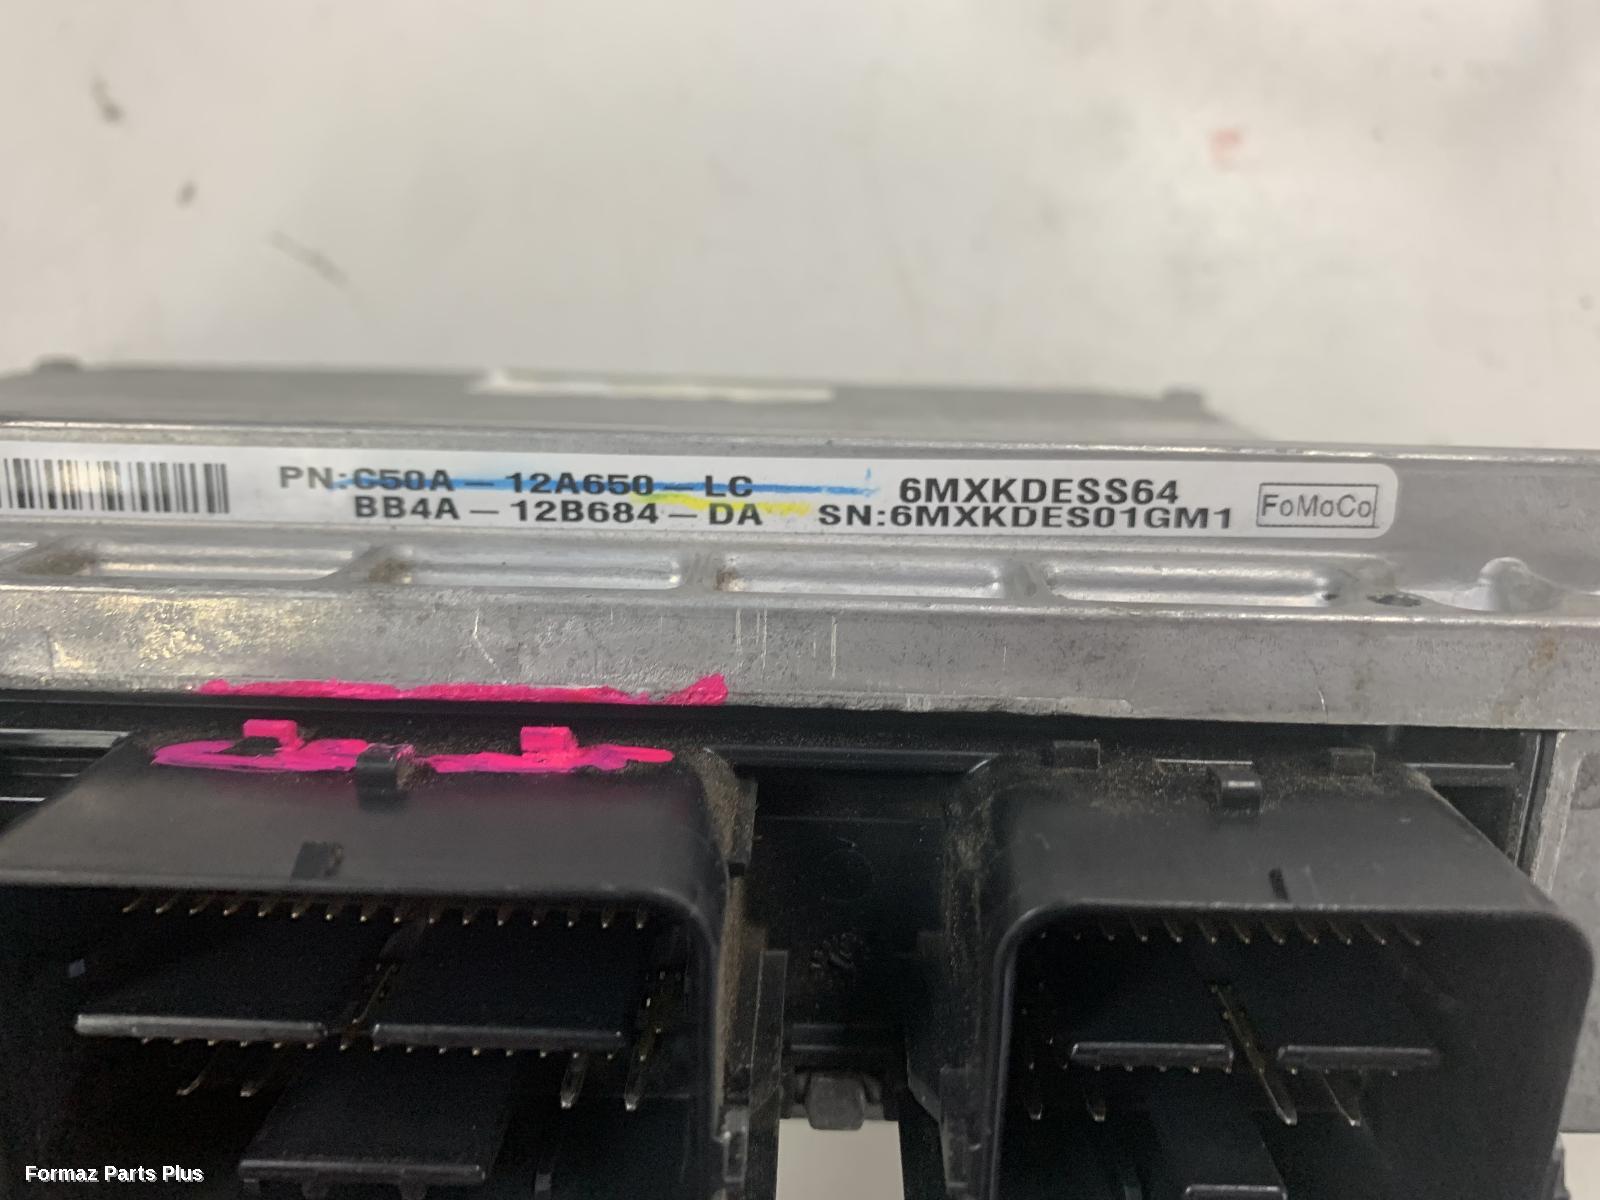 PN:C50A-12A650-LC 6MXKDESS64
BB4A-12B684-DA SN:6MXKDES01GM1
FoMoCo
Formaz Parts Plus